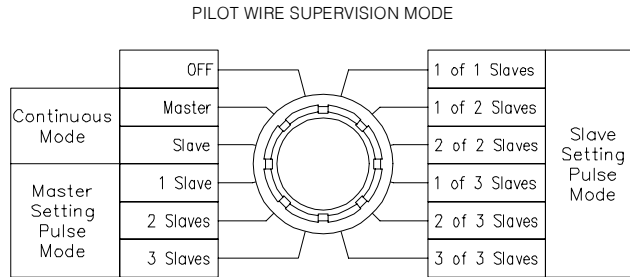 PILOT WIRE SUPERVISION MODE
OFF
Continuous
Mode
Master
Slave
Master
Setting
Pulse
Mode
1 Slave
2 Slaves
3 Slaves
1 of 1 Slaves
1 of 2 Slaves
2 of 2 Slaves
1 of 3 Slaves
2 of 3 Slaves
3 of 3 Slaves
Slave
Setting
Pulse
Mode